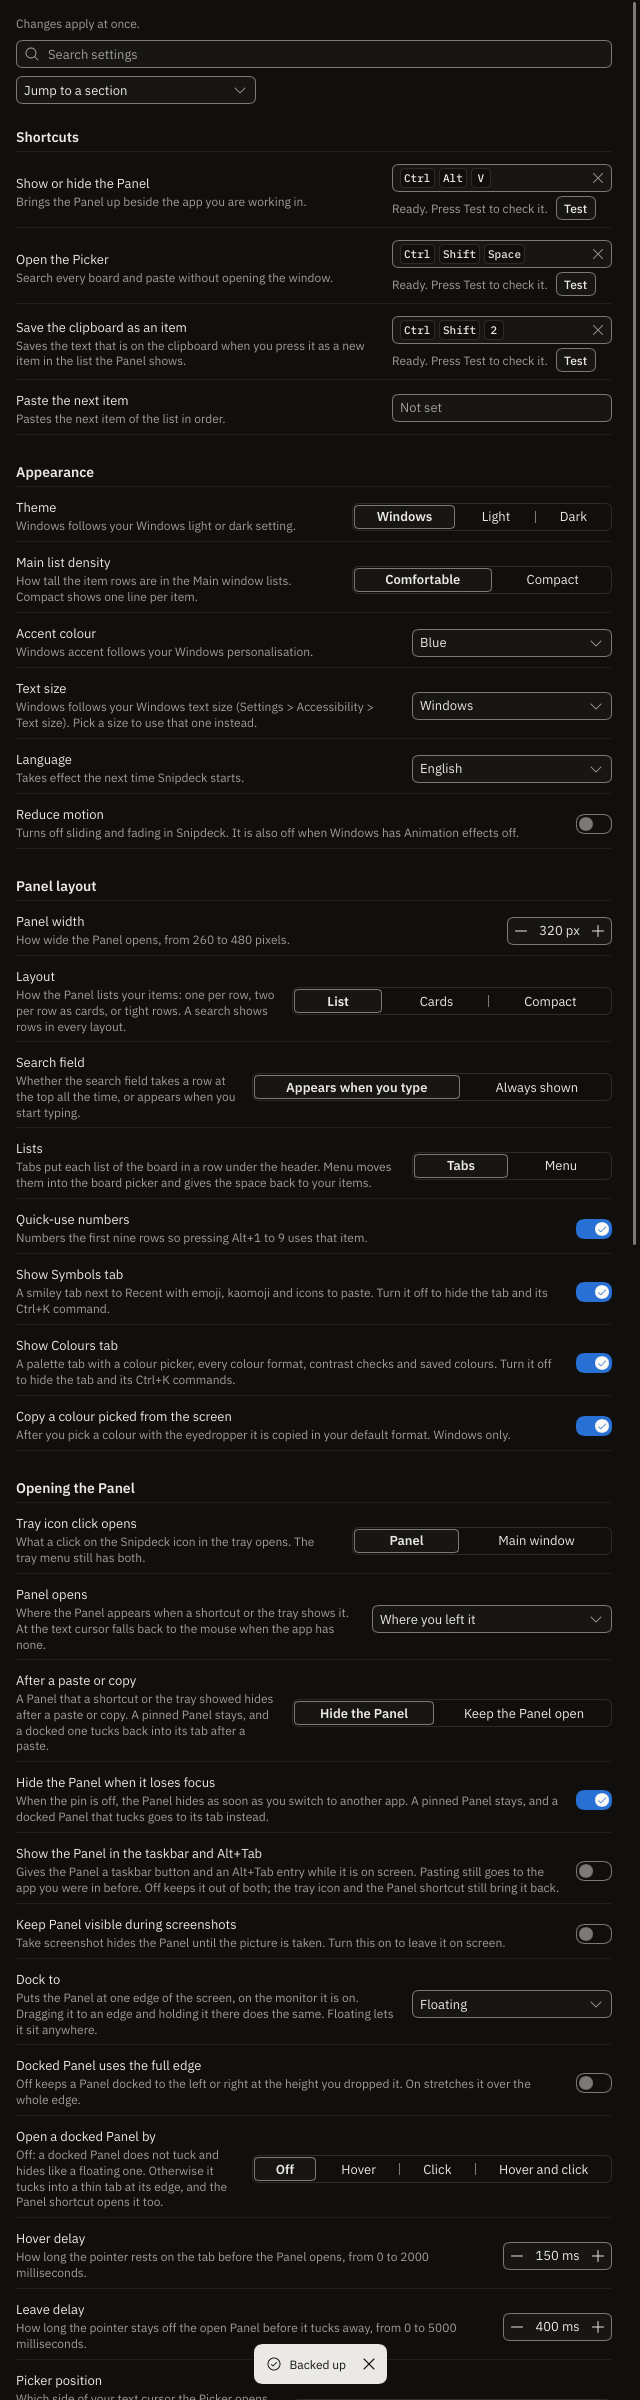 Changes apply at once.
Search settings
Jump to a section
Shortcuts
Show or hide the Panel
Brings the Panel up beside the app you are working in.
Ctrl Alt V
Ready. Press Test to check it. Test
Open the Picker
Search every board and paste without opening the window.
Ctrl Shift Space
Ready. Press Test to check it. Test
Save the clipboard as an item
Saves the text that is on the clipboard when you press it as a new
item in the list the Panel shows.
Ctrl Shift 2
Ready. Press Test to check it. Test
Paste the next item
Pastes the next item of the list in order.
Not set
Appearance
Theme
Windows follows your Windows light or dark setting.
Windows Light Dark
Main list density
How tall the item rows are in the Main window lists.
Compact shows one line per item.
Comfortable Compact
Accent colour
Windows accent follows your Windows personalisation.
Blue
Text size
Windows follows your Windows text size (Settings > Accessibility >
Text size). Pick a size to use that one instead.
Windows
Language
Takes effect the next time Snipdeck starts.
English
Reduce motion
Turns off sliding and fading in Snipdeck. It is also off when Windows has Animation effects off.
Panel layout
Panel width
How wide the Panel opens, from 260 to 480 pixels.
320 px
Layout
How the Panel lists your items: one per row, two
per row as cards, or tight rows. A search shows
rows in every layout.
List Cards Compact
Search field
Whether the search field takes a row at
the top all the time, or appears when you
start typing.
Appears when you type Always shown
Lists
Tabs put each list of the board in a row under the header. Menu moves
them into the board picker and gives the space back to your items.
Tabs Menu
Quick-use numbers
Numbers the first nine rows so pressing Alt+1 to 9 uses that item.
Show Symbols tab
A smiley tab next to Recent with emoji, kaomoji and icons to paste. Turn it off to hide the tab and its
Ctrl+K command.
Show Colours tab
A palette tab with a colour picker, every colour format, contrast checks and saved colours. Turn it off
to hide the tab and its Ctrl+K commands.
Copy a colour picked from the screen
After you pick a colour with the eyedropper it is copied in your default format. Windows only.
Opening the Panel
Tray icon click opens
What a click on the Snipdeck icon in the tray opens. The
tray menu still has both.
Panel Main window
Panel opens
Where the Panel appears when a shortcut or the tray shows it.
At the text cursor falls back to the mouse when the app has
none.
Where you left it
After a paste or copy
A Panel that a shortcut or the tray showed hides
after a paste or copy. A pinned Panel stays, and
a docked one tucks back into its tab after a
paste.
Hide the Panel Keep the Panel open
Hide the Panel when it loses focus
When the pin is off, the Panel hides as soon as you switch to another app. A pinned Panel stays, and a
docked Panel that tucks goes to its tab instead.
Show the Panel in the taskbar and Alt+Tab
Gives the Panel a taskbar button and an Alt+Tab entry while it is on screen. Pasting still goes to the
app you were in before. Off keeps it out of both; the tray icon and the Panel shortcut still bring it back.
Keep Panel visible during screenshots
Take screenshot hides the Panel until the picture is taken. Turn this on to leave it on screen.
Dock to
Puts the Panel at one edge of the screen, on the monitor it is on.
Dragging it to an edge and holding it there does the same. Floating lets
it sit anywhere.
Floating
Docked Panel uses the full edge
Off keeps a Panel docked to the left or right at the height you dropped it. On stretches it over the
whole edge.
Open a docked Panel by
Off: a docked Panel does not tuck and
hides like a floating one. Otherwise it
tucks into a thin tab at its edge, and the
Panel shortcut opens it too.
Off Hover Click Hover and click
Hover delay
How long the pointer rests on the tab before the Panel opens, from 0 to 2000
milliseconds.
150 ms
Leave delay
How long the pointer stays off the open Panel before it tucks away, from 0 to 5000
milliseconds.
400 ms
Backed up
Picker position
Which side of your text cursor the Picker opens